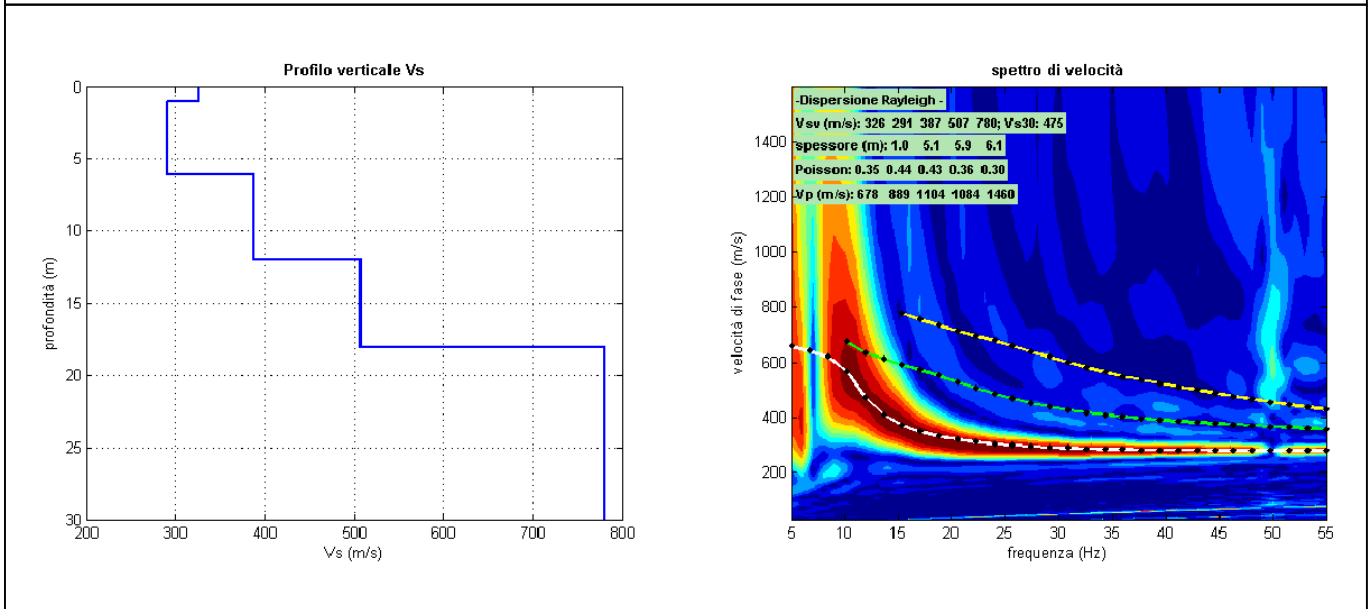 Profilo verticale Vs
0
5
10
15
20
25
30
200
300
400
500
600
700
800
profondità (m)
Vs (m/s)
spettro di velocità
-Dispersione Rayleigh -
Vsv (m/s): 326 291 387 507 780; Vs30: 475
spessore (m): 1.0 5.1 5.9 6.1
Poisson: 0.35 0.44 0.43 0.36 0.30
Vp (m/s): 678 889 1104 1084 1460
1400
1200
1000
800
600
400
200
5
10
15
20
25
30
35
40
45
50
55
velocità di fase (m/s)
frequenza (Hz)